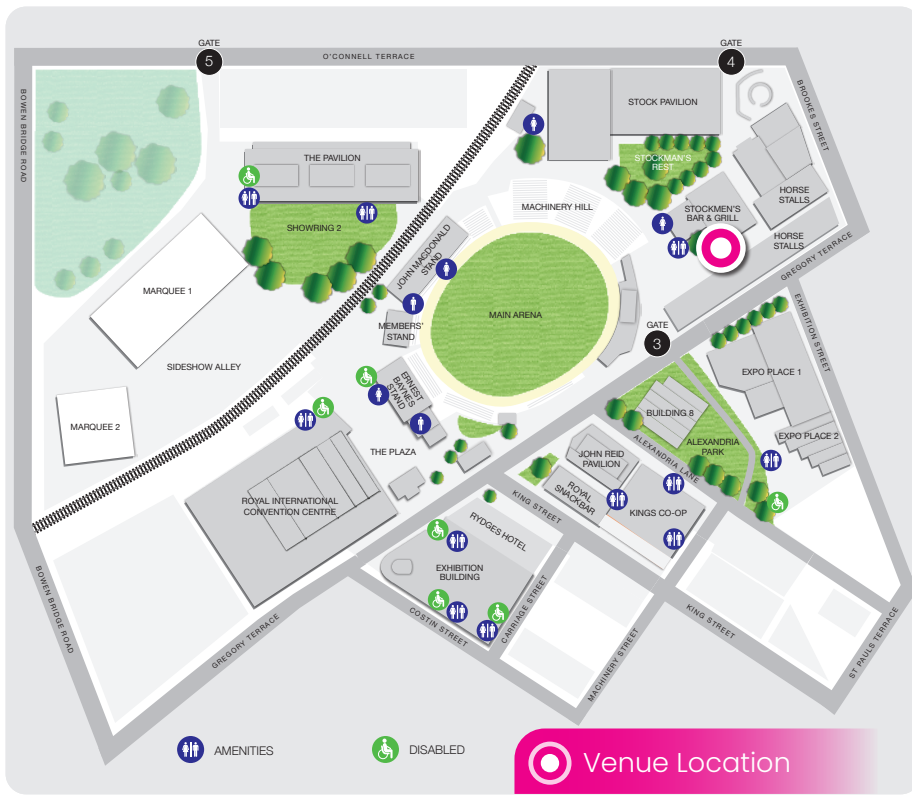 GATE
5
O'CONNELL TERRACE
GATE
4
BOWEN BRIDGE ROAD
BROOKES STREET
STOCK PAVILION
THE PAVILION
STOCKMAN'S
REST
HORSE
STALLS
MACHINERY HILL
STOCKMEN'S
BAR & GRILL
SHOWRING 2
JOHN MACDONALD
STAND
HORSE
STALLS
GREGORY TERRACE
MARQUEE 1
MAIN ARENA
MEMBERS'
STAND
GATE
3
EXHIBITION STREET
SIDESHOW ALLEY
EXPO PLACE 1
ERNEST
BAYNES
STAND
BUILDING 8
MARQUEE 2
EXPO PLACE 2
ALEXANDRIA
PARK
ALEXANDRIA LANE
THE PLAZA
JOHN REID
PAVILION
ROYAL
SNACKBAR
KING STREET
KINGS CO-OP
ROYAL INTERNATIONAL
CONVENTION CENTRE
RYDGES HOTEL
EXHIBITION
BUILDING
BOWEN BRIDGE ROAD
GREGORY TERRACE
COSTIN STREET
CARRIAGE STREET
MACHINERY STREET
KING STREET
ST PAULS TERRACE
AMENITIES
DISABLED
Venue Location